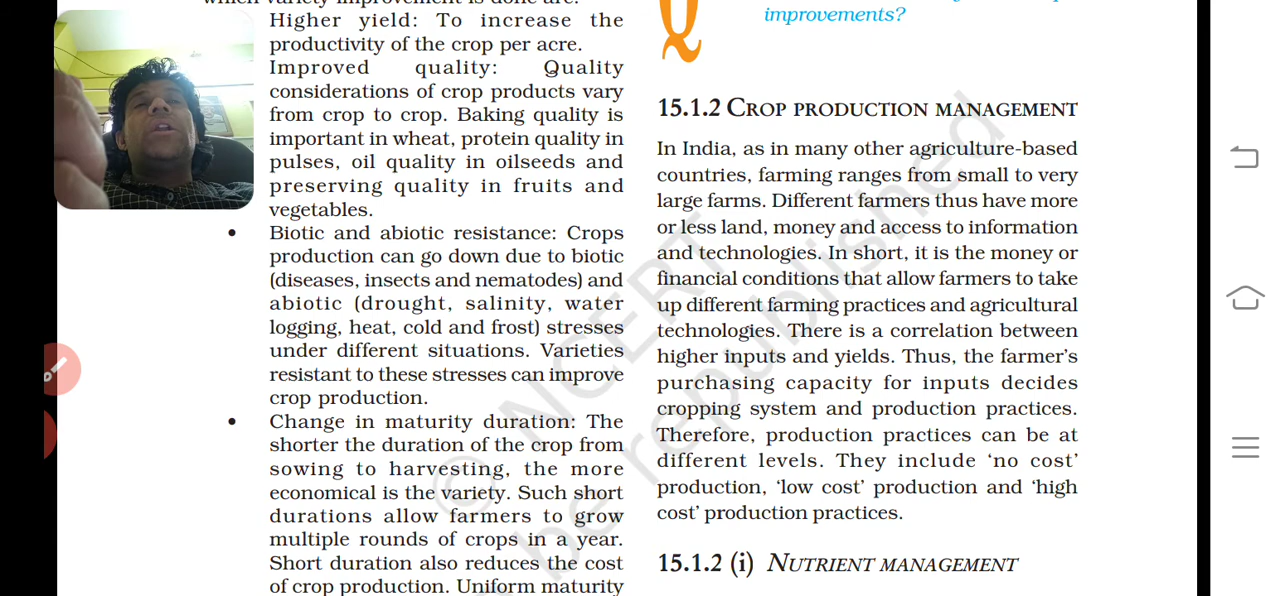 Higher yield: To increase the
productivity of the crop per acre.
Improved quality: Quality
considerations of crop products vary
from crop to crop. Baking quality is
important in wheat, protein quality in
pulses, oil quality in oilseeds and
preserving quality in fruits and
vegetables.
• Biotic and abiotic resistance: Crops
production can go down due to biotic
(diseases, insects and nematodes) and
abiotic (drought, salinity, water
logging, heat, cold and frost) stresses
under different situations. Varieties
resistant to these stresses can improve
crop production.
• Change in maturity duration: The
shorter the duration of the crop from
sowing to harvesting, the more
economical is the variety. Such short
durations allow farmers to grow
multiple rounds of crops in a year.
Short duration also reduces the cost
of crop production. Uniform maturity
Q
improvements?
15.1.2 CROP PRODUCTION MANAGEMENT
In India, as in many other agriculture-based
countries, farming ranges from small to very
large farms. Different farmers thus have more
or less land, money and access to information
and technologies. In short, it is the money or
financial conditions that allow farmers to take
up different farming practices and agricultural
technologies. There is a correlation between
higher inputs and yields. Thus, the farmer's
purchasing capacity for inputs decides
cropping system and production practices.
Therefore, production practices can be at
different levels. They include 'no cost'
production, 'low cost' production and 'high
cost' production practices.
15.1.2 (i) NUTRIENT MANAGEMENT
© NCERT
be republished